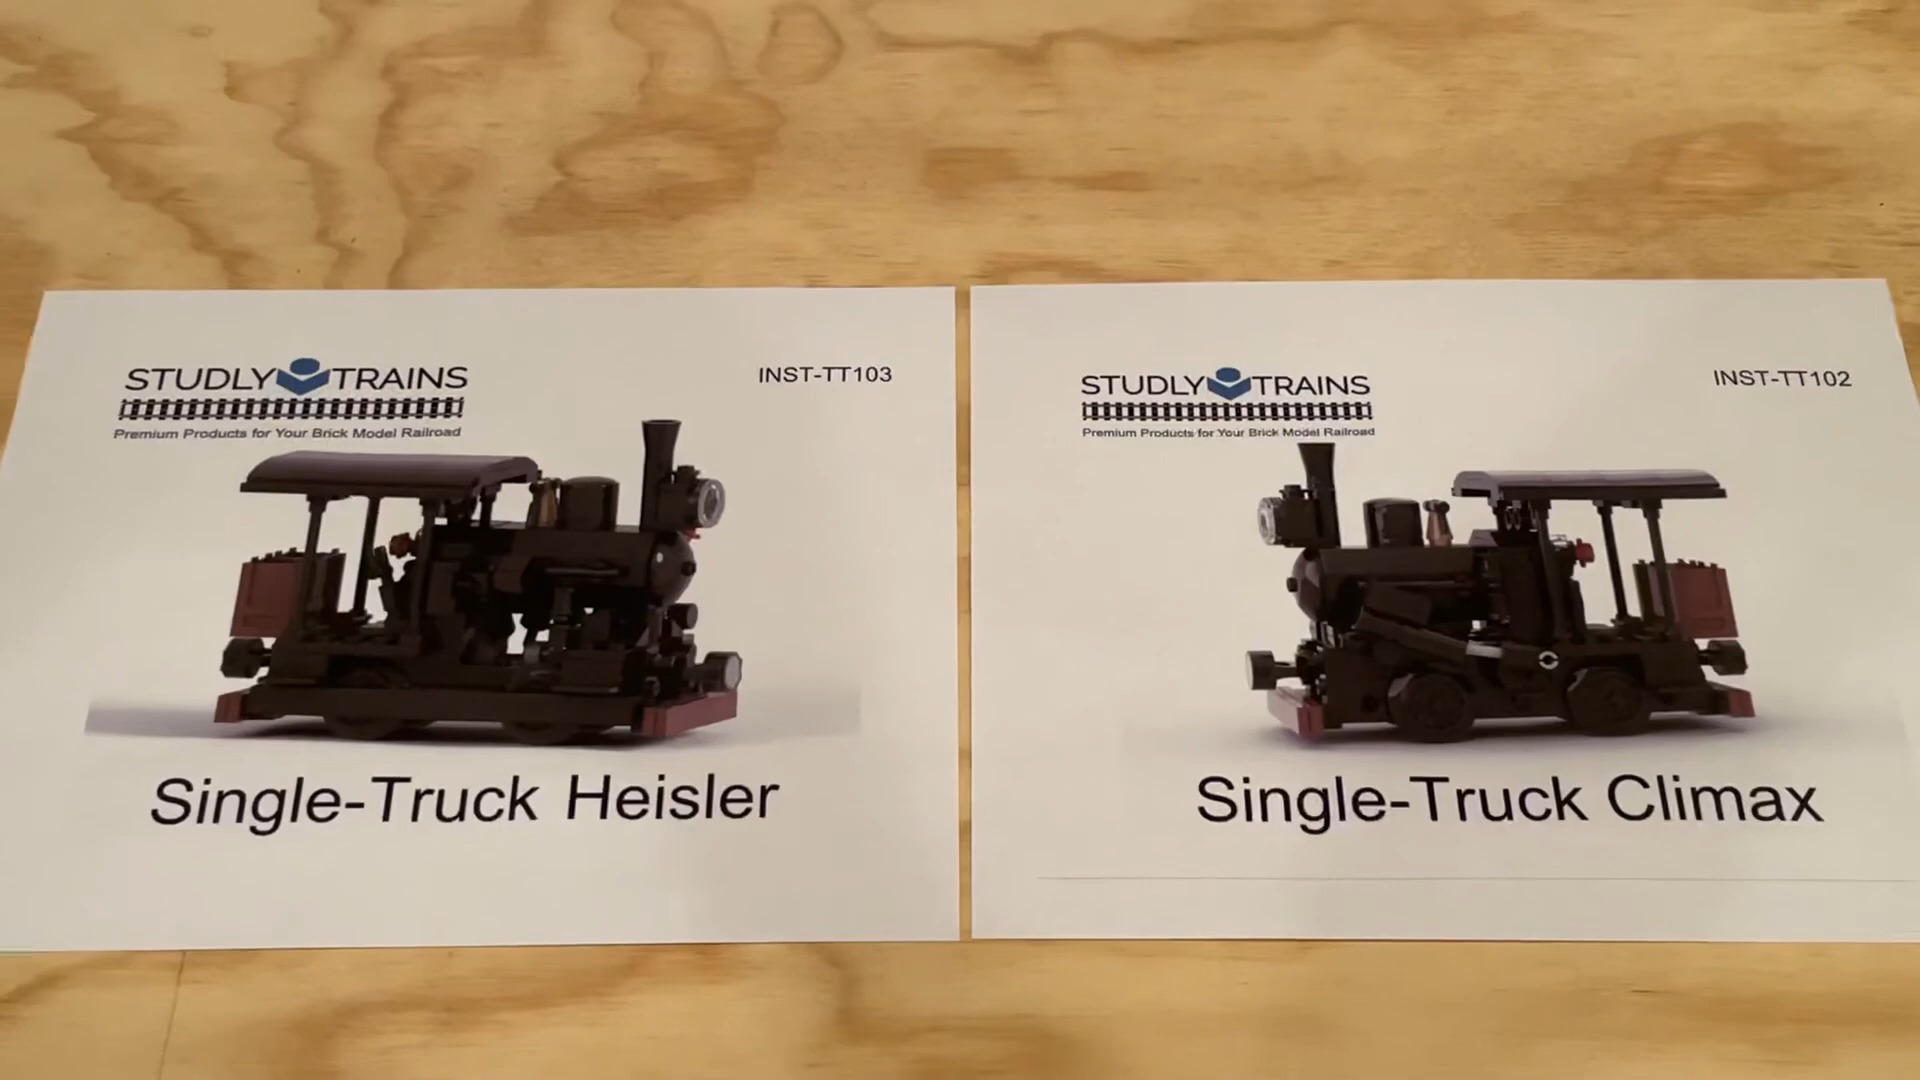 STUDLY TRAINS
INST-TT103
Premium Products for Your Brick Model Railroad
Single-Truck Heisler
STUDLY TRAINS
INST-TT102
Premium Products for Your Brick Model Railroad
Single-Truck Climax